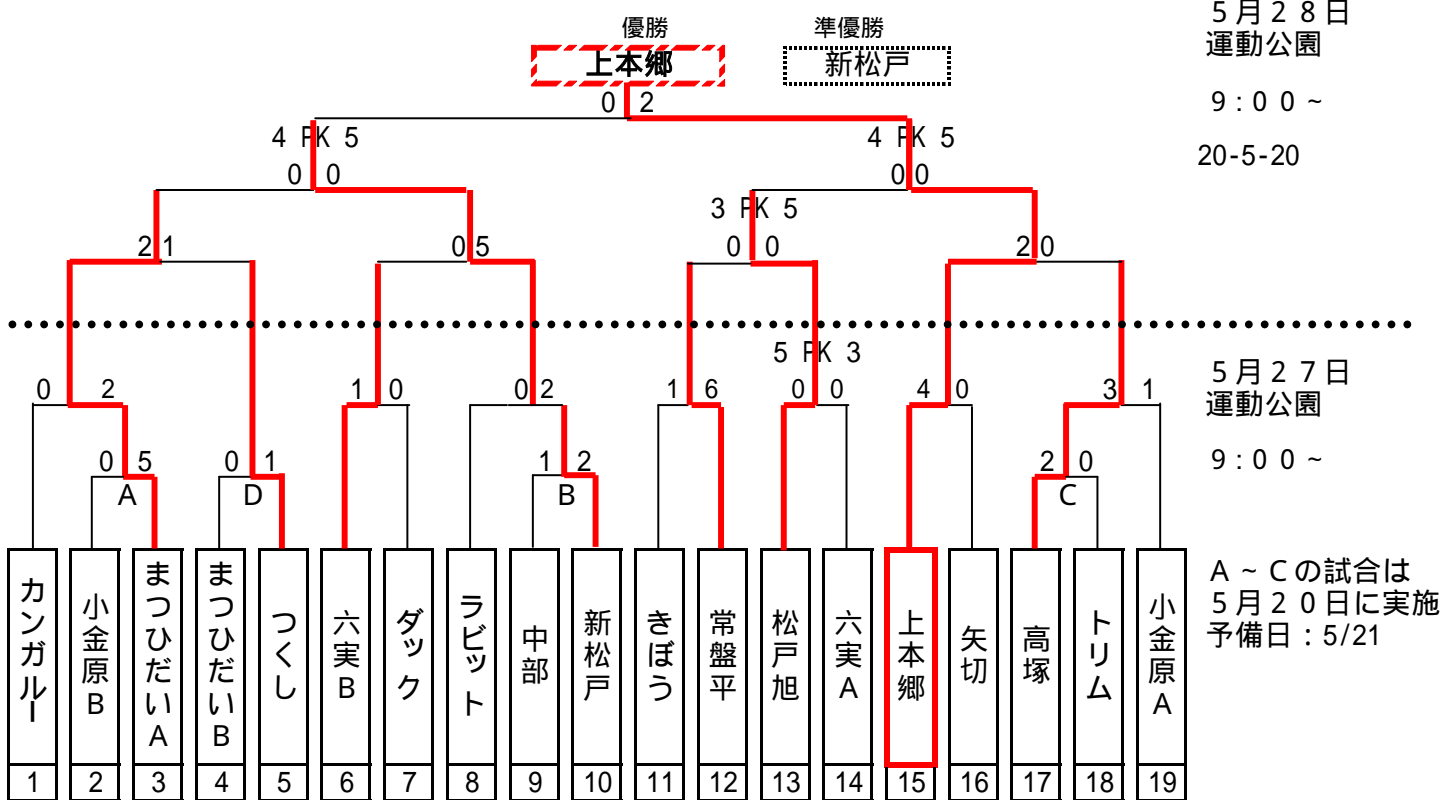 優勝 準優勝
上本郷 新松戸
5月28日
運動公園
9:00~
20-5-20
0 2
4 PK 5 4 PK 5
0 0 0 0
3 PK 5
2 1 0 5 0 0 2 0
5 PK 3
5月27日
運動公園
9:00~
0 2 1 0 0 2 1 6 0 0 4 0 3 1
0 5 0 1 1 2 2 0
A D B C
カンガルー
小金原B
まつひだいA
まつひだいB
つくし
六実B
ダック
ラビット
中部
新松戸
きぼう
常盤平
松戸旭
六実A
上本郷
矢切
高塚
トリム
小金原A
A~Cの試合は
5月20日に実施
予備日:5/21
1 2 3 4 5 6 7 8 9 10 11 12 13 14 15 16 17 18 19